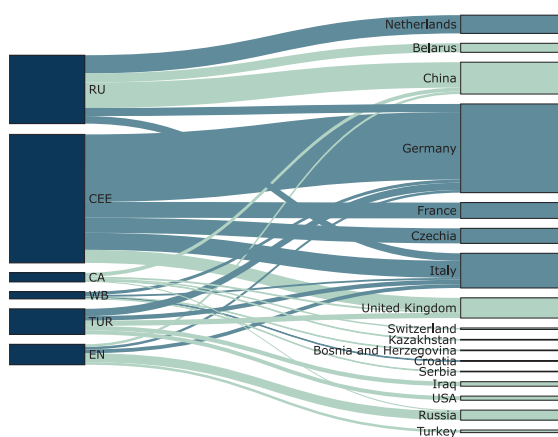 RU
CEE
CA
WB
TUR
EN
Netherlands
Belarus
China
Germany
France
Czechia
Italy
United Kingdom
Switzerland
Kazakhstan
Bosnia and Herzegovina
Croatia
Serbia
Iraq
USA
Russia
Turkey